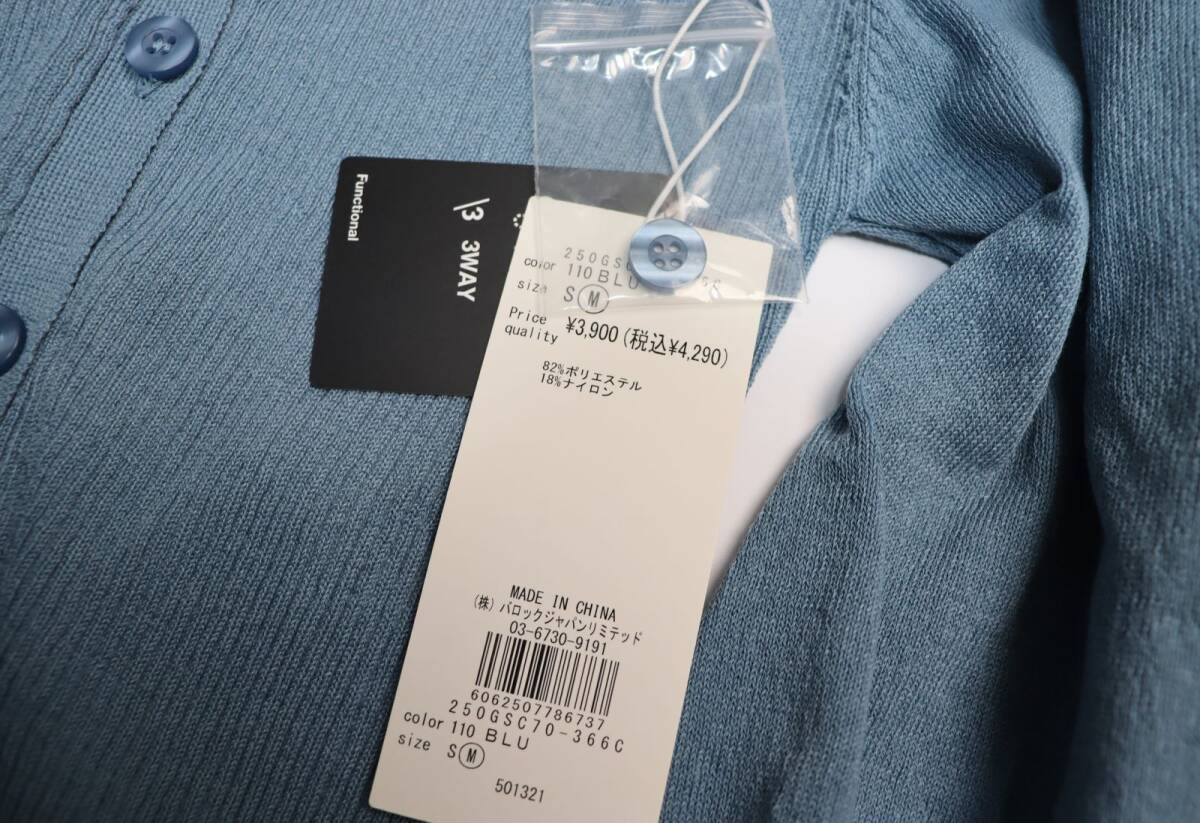 Functional
3 3WAY
color 110 BLU
size S M
Price ¥3,900 (税込¥4,290)
quality
82%ポリエステル
18%ナイロン
MADE IN CHINA
(株) バロックジャパンリミテッド
03-6730-9191
6062507786737
250GSC70-366C
color 110 BLU
size S M
501321